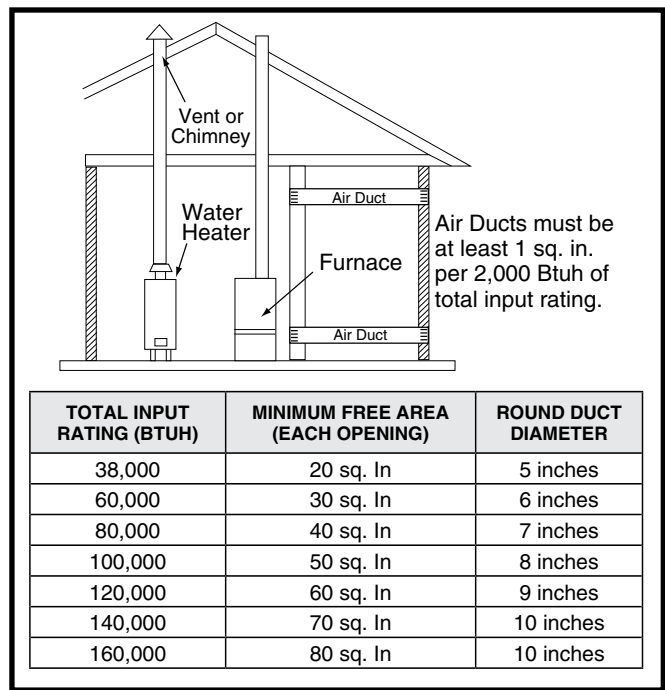 Vent or
Chimney
Air Duct
Water
Heater
Furnace
Air Ducts must be
at least 1 sq. in.
per 2,000 Btuh of
total input rating.
Air Duct
TOTAL INPUT RATING (BTUH) MINIMUM FREE AREA (EACH OPENING) ROUND DUCT DIAMETER
38,000 20 sq. In 5 inches
60,000 30 sq. In 6 inches
80,000 40 sq. In 7 inches
100,000 50 sq. In 8 inches
120,000 60 sq. In 9 inches
140,000 70 sq. In 10 inches
160,000 80 sq. In 10 inches